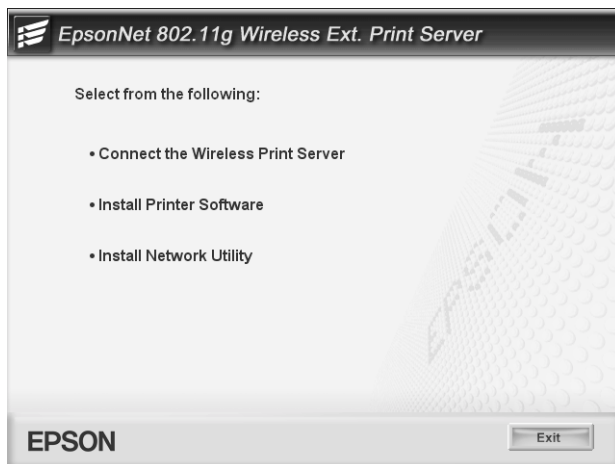 EpsonNet 802.11g Wireless Ext. Print Server
Select from the following:
• Connect the Wireless Print Server
• Install Printer Software
• Install Network Utility
EPSON
EPSON
Exit